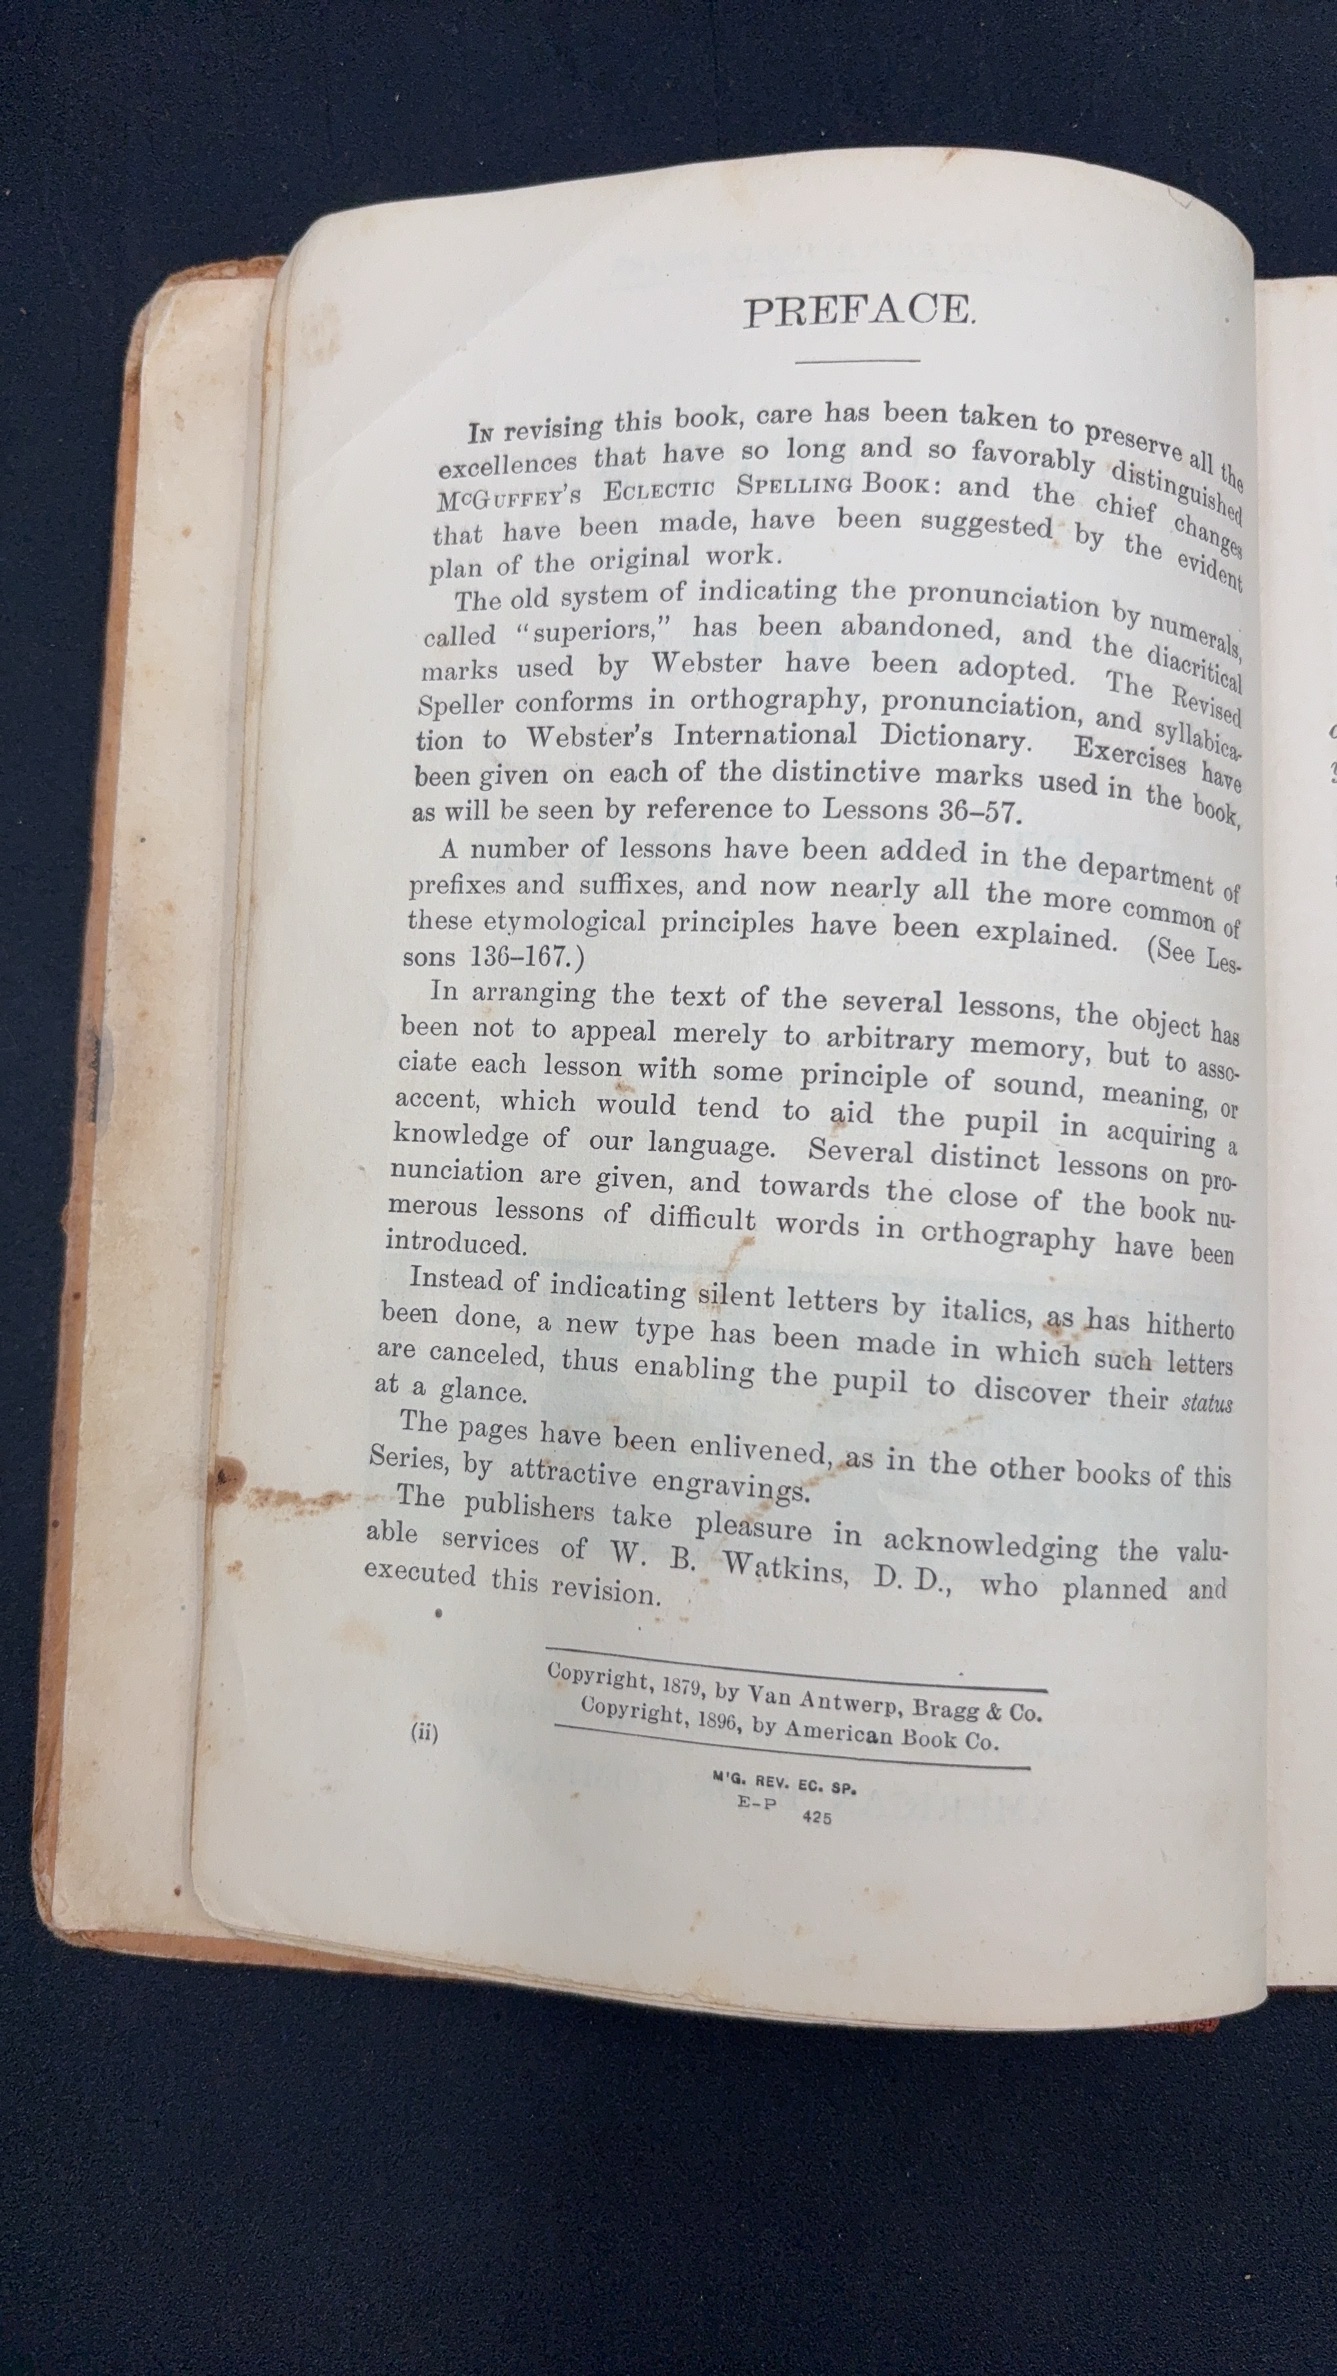 PREFACE.
IN revising this book, care has been taken to preserve all the
excellences that have so long and so favorably distinguished
MCGUFFEY'S ECLECTIC SPELLING BOOK: and the chief changes
that have been made, have been suggested by the evident
plan of the original work.
The old system of indicating the pronunciation by numerals,
called "superiors," has been abandoned, and the diacritical
marks used by Webster have been adopted. The Revised
Speller conforms in orthography, pronunciation, and syllabica-
tion to Webster's International Dictionary. Exercises have
been given on each of the distinctive marks used in the book,
as will be seen by reference to Lessons 36–57.
A number of lessons have been added in the department of
prefixes and suffixes, and now nearly all the more common of
these etymological principles have been explained. (See Les-
sons 136–167.)
In arranging the text of the several lessons, the object has
been not to appeal merely to arbitrary memory, but to asso-
ciate each lesson with some principle of sound, meaning, or
accent, which would tend to aid the pupil in acquiring a
knowledge of our language. Several distinct lessons on pro-
nunciation are given, and towards the close of the book nu-
merous lessons of difficult words in orthography have been
introduced.
Instead of indicating silent letters by italics, as has hitherto
been done, a new type has been made in which such letters
are canceled, thus enabling the pupil to discover their status
at a glance.
The pages have been enlivened, as in the other books of this
Series, by attractive engravings.
The publishers take pleasure in acknowledging the valu-
able services of W. B. Watkins, D. D., who planned and
executed this revision.
Copyright, 1879, by Van Antwerp, Bragg & Co.
Copyright, 1896, by American Book Co.
(ii)
M'G. REV. EC. SP.
E-P 425